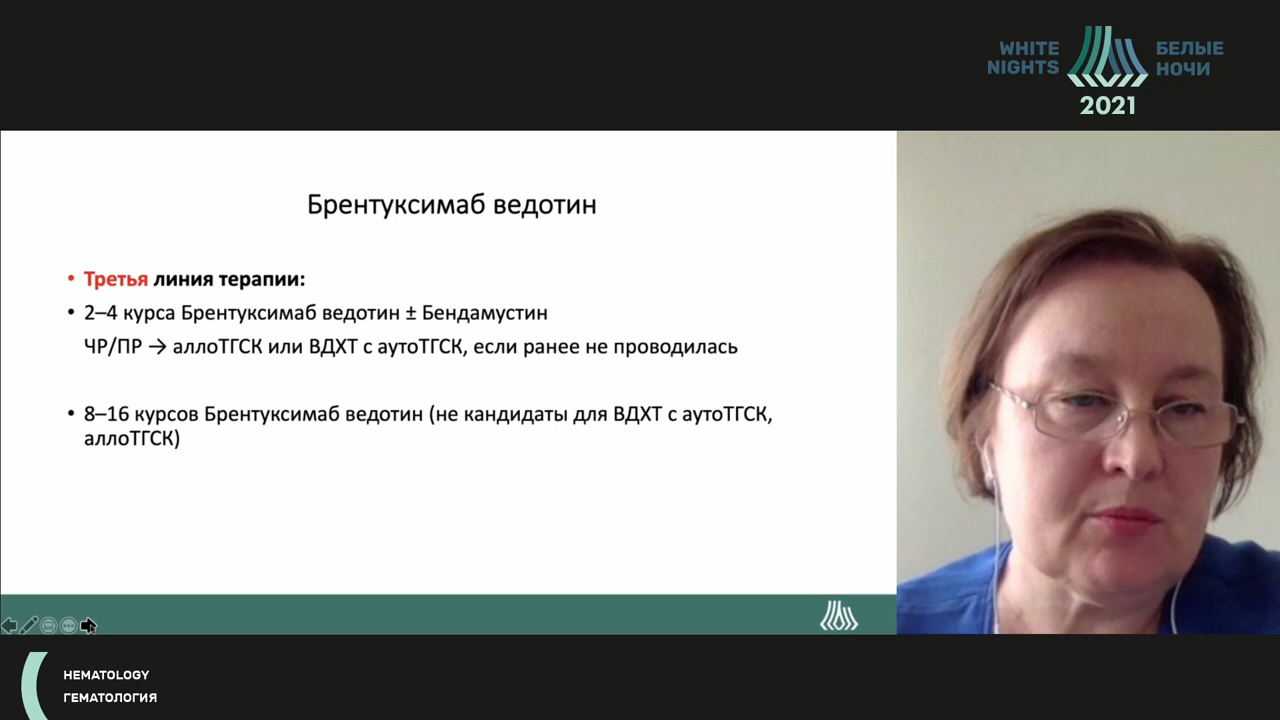 WHITE NIGHTS
БЕЛЫЕ НОЧИ
2021
Брентуксимаб ведотин
• Третья линия терапии:
• 2–4 курса Брентуксимаб ведотин ± Бендамустин
ЧР/ПР → аллоТГСК или ВДХТ с аутоТГСК, если ранее не проводилась
• 8–16 курсов Брентуксимаб ведотин (не кандидаты для ВДХТ с аутоТГСК,
аллоТГСК)
HEMATOLOGY
ГЕМАТОЛОГИЯ